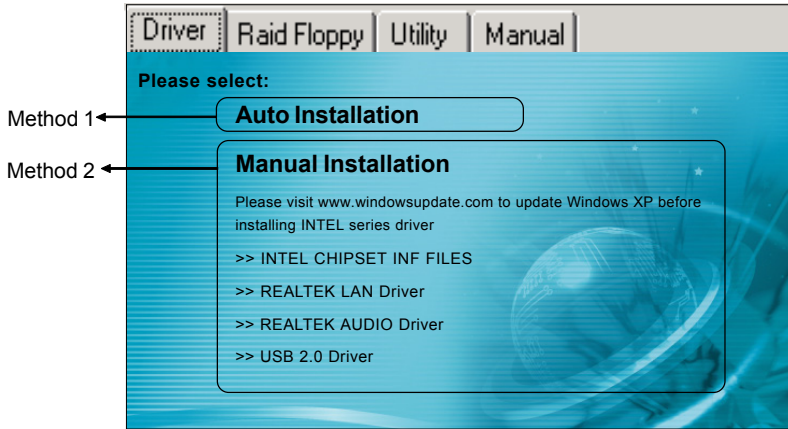 Driver Raid Floppy Utility Manual
Please select:
Method 1
Auto Installation
Method 2
Manual Installation
Please visit www.windowsupdate.com to update Windows XP before
installing INTEL series driver
>> INTEL CHIPSET INF FILES
>> REALTEK LAN Driver
>> REALTEK AUDIO Driver
>> USB 2.0 Driver